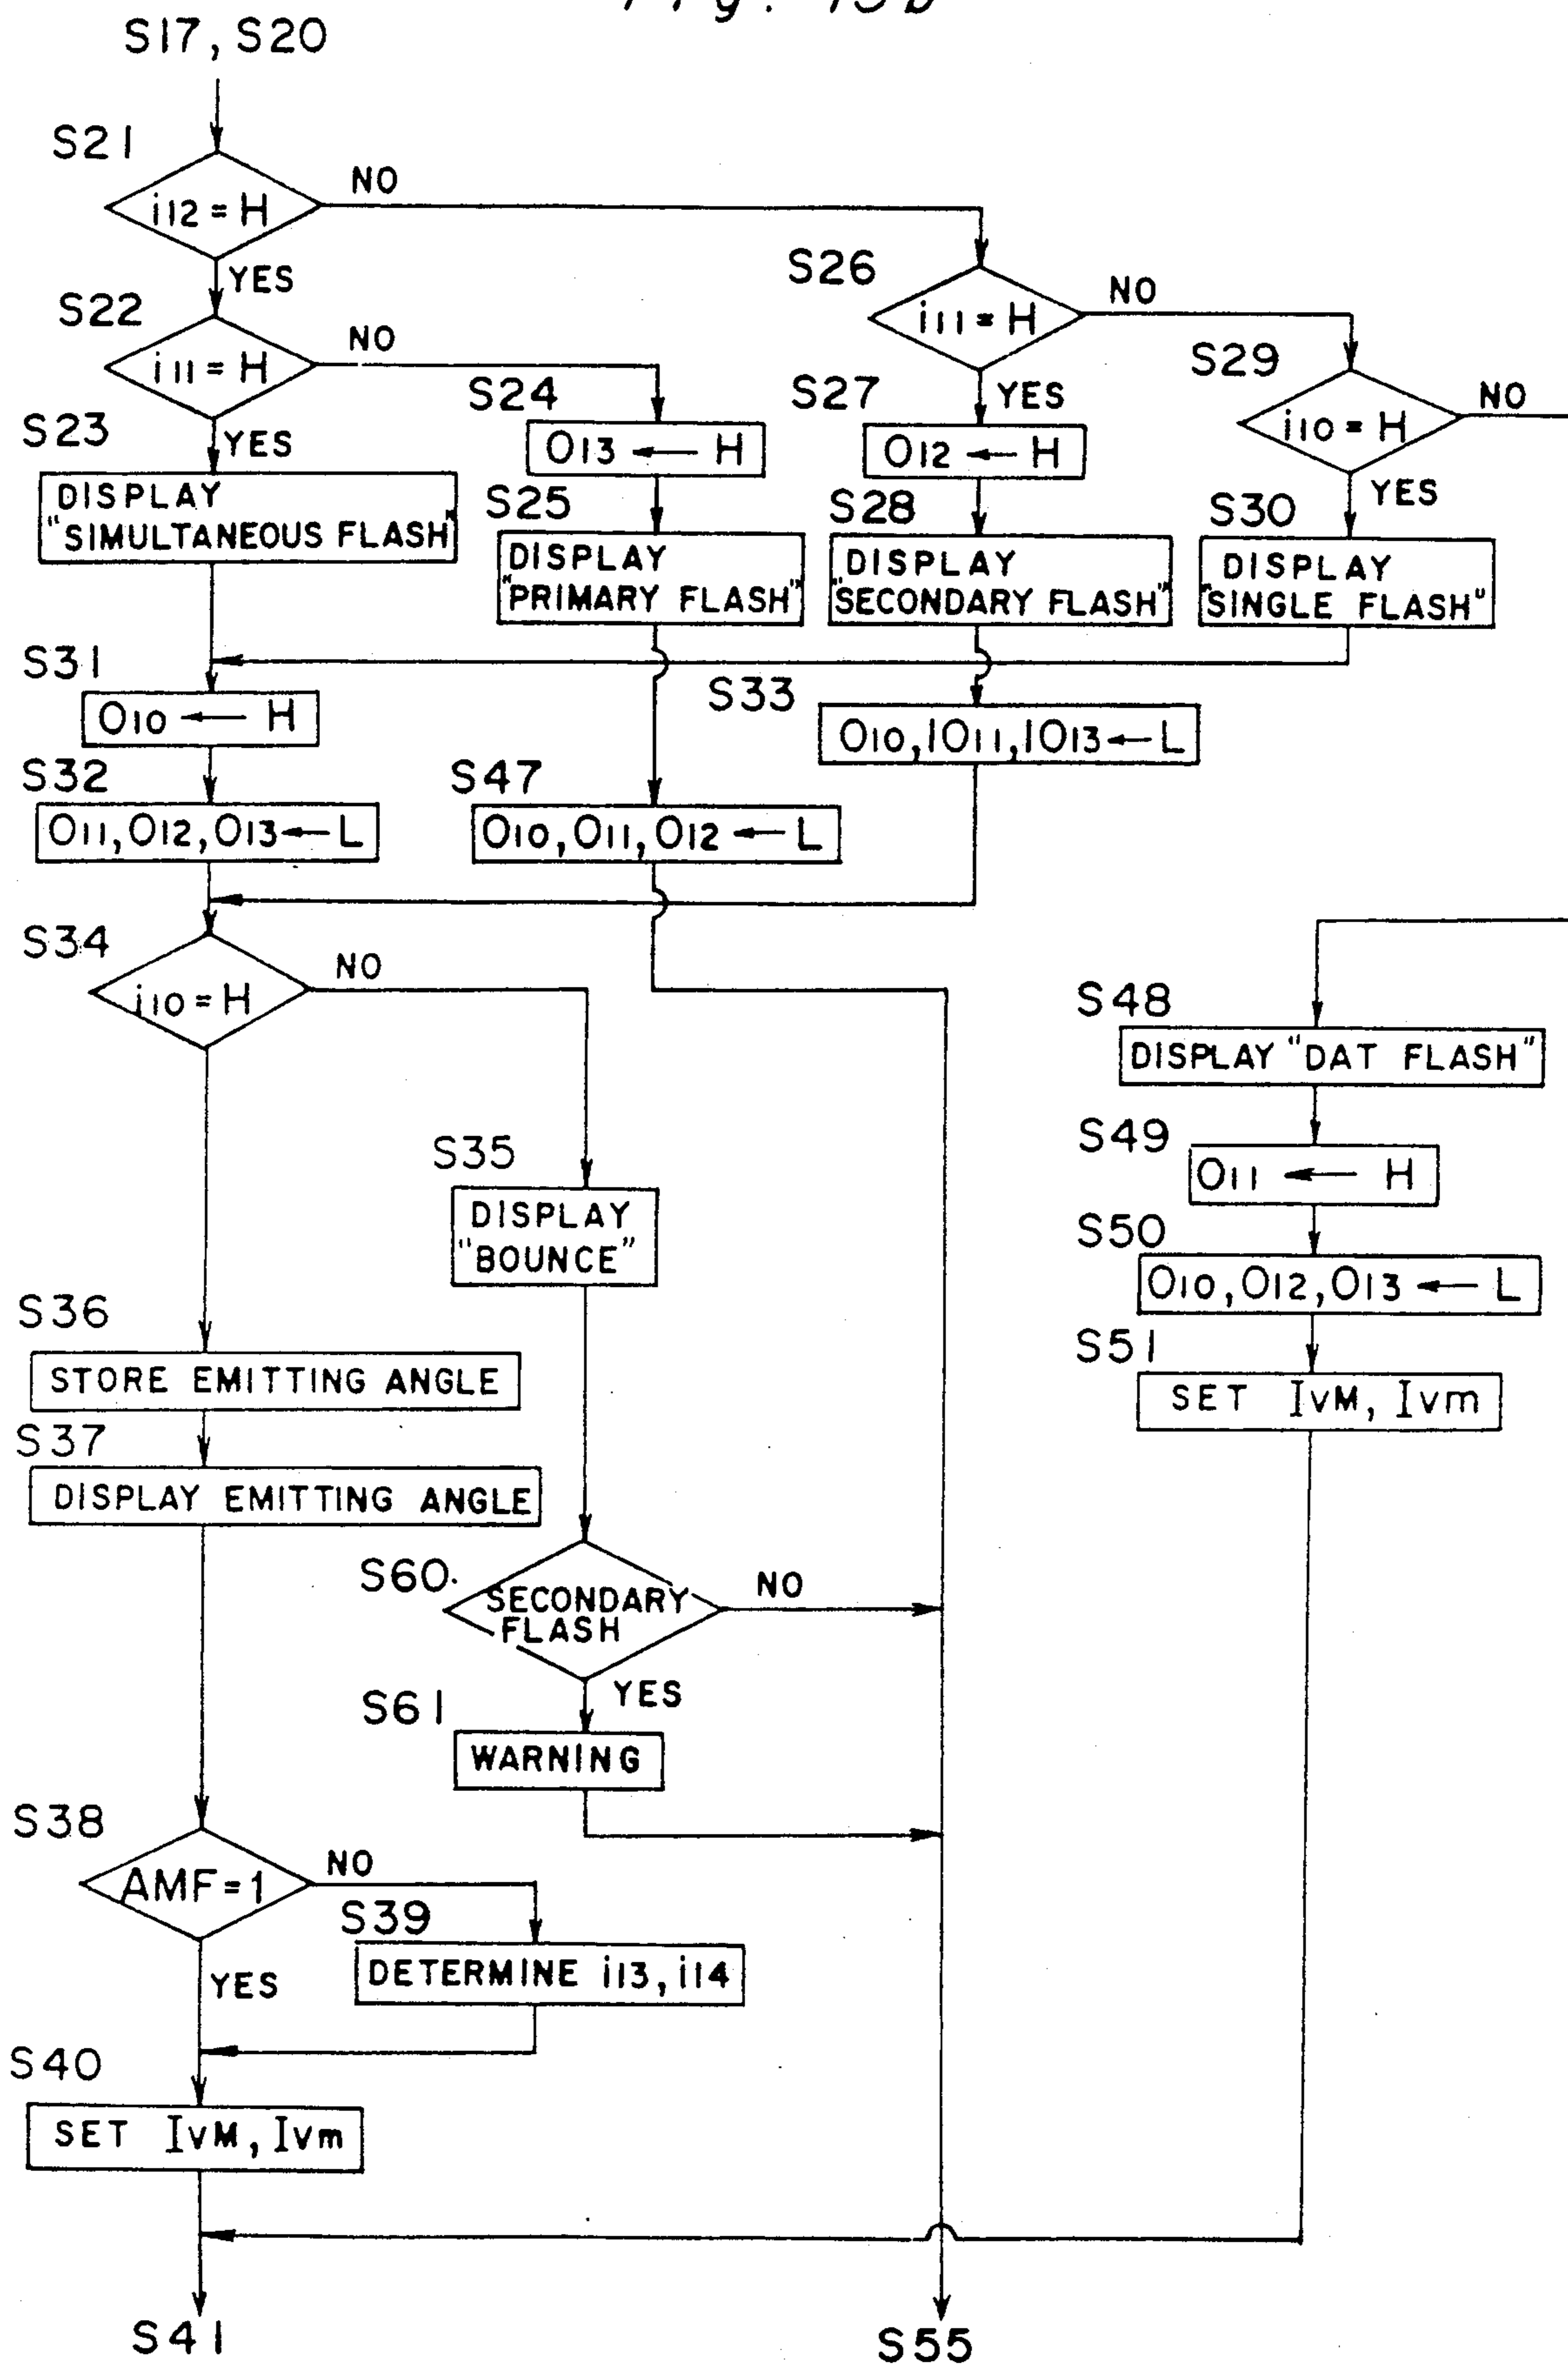 Fig. 15b
S17, S20
S21
i12 = H
NO
YES
S22
i11 = H
NO
YES
S23
DISPLAY
"SIMULTANEOUS FLASH"
S24
O13 ← H
S25
DISPLAY
"PRIMARY FLASH"
S26
i11 = H
NO
YES
S27
O12 ← H
S28
DISPLAY
"SECONDARY FLASH"
S29
i10 = H
NO
YES
S30
DISPLAY
"SINGLE FLASH"
S31
O10 ← H
S32
O11, O12, O13 ← L
S33
O10, IO11, IO13 ← L
S47
O10, O11, O12 ← L
S34
i10 = H
NO
S35
DISPLAY
"BOUNCE"
S48
DISPLAY "DAT FLASH"
S49
O11 ← H
S50
O10, O12, O13 ← L
S51
SET IvM, Ivm
S36
STORE EMITTING ANGLE
S37
DISPLAY EMITTING ANGLE
S60.
SECONDARY
FLASH
NO
YES
S61
WARNING
S38
AMF = 1
NO
YES
S39
DETERMINE i13, i14
S40
SET IvM, Ivm
S41
S55